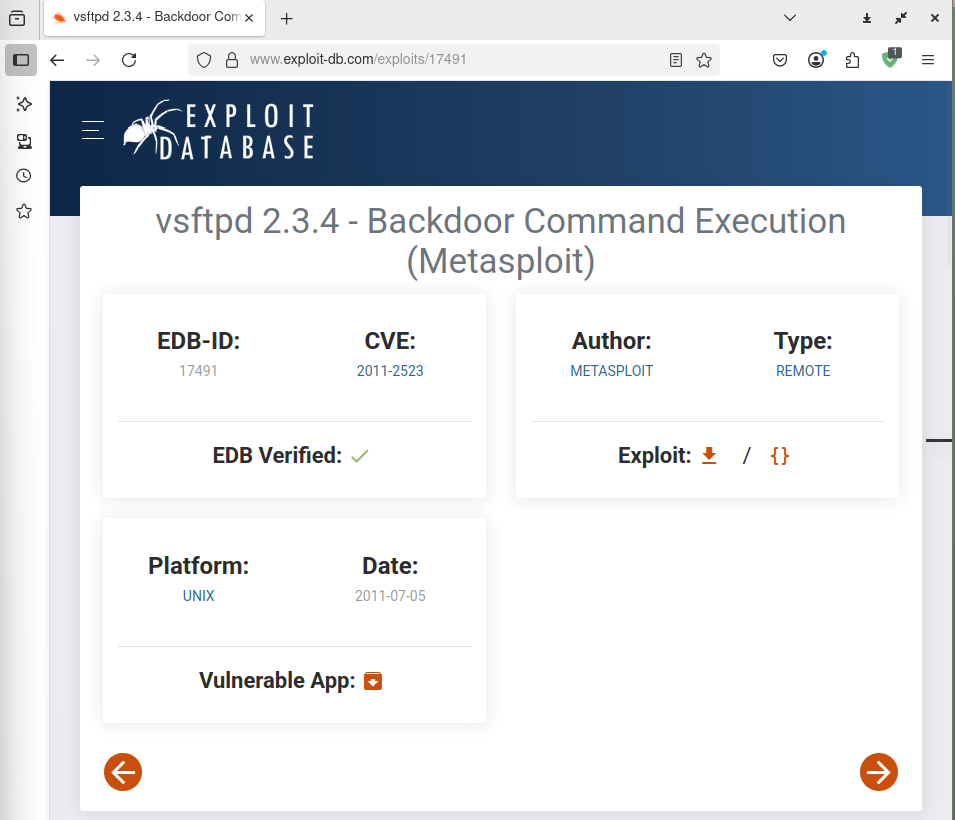 vsftpd 2.3.4 - Backdoor Com
www.exploit-db.com/exploits/17491
1
EXPLOIT
DATABASE
vsftpd 2.3.4 - Backdoor Command Execution
(Metasploit)
EDB-ID:
17491
CVE:
2011-2523
EDB Verified:
Author:
METASPLOIT
Type:
REMOTE
Exploit: / {}
Platform:
UNIX
Date:
2011-07-05
Vulnerable App: